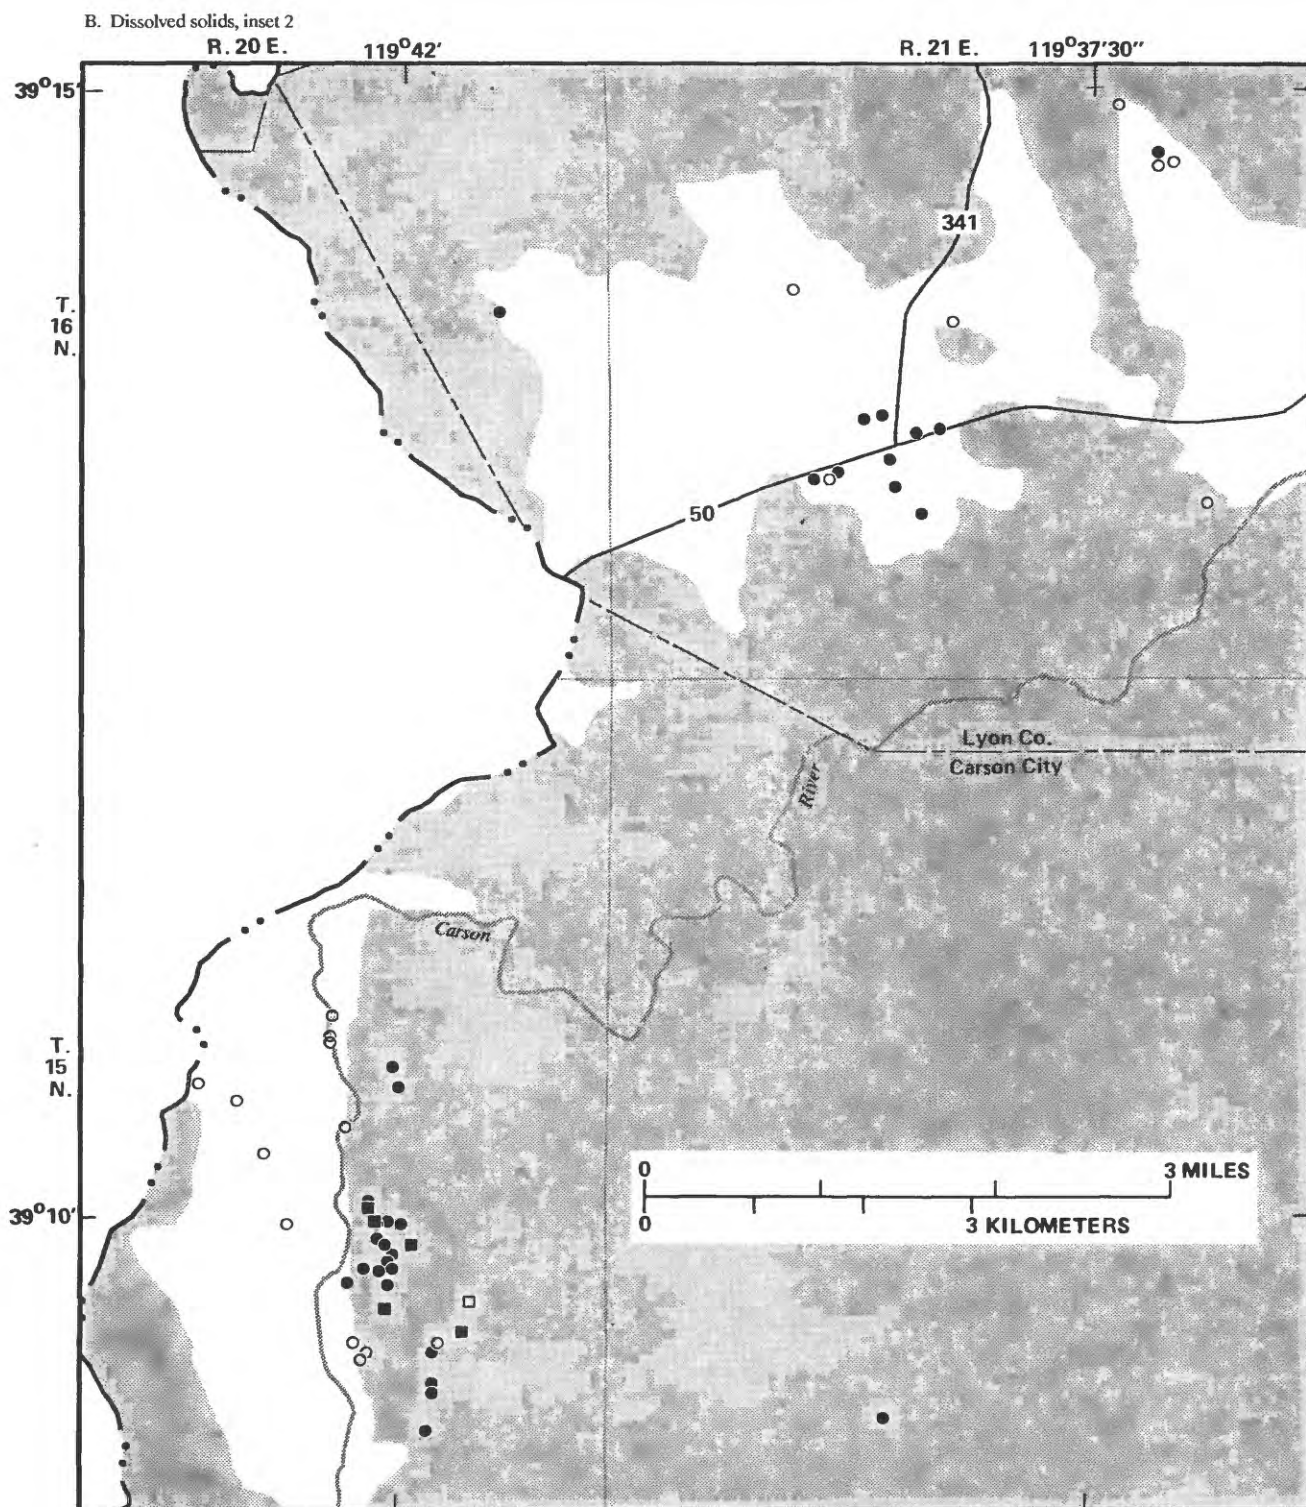 B. Dissolved solids, inset 2
R. 20 E. 119°42' R. 21 E. 119°37'30"
39°15'
341
T.
16
N.
50
Lyon Co.
Carson City
River
Carson
T.
15
N.
0 3 MILES
39°10'
0 3 KILOMETERS